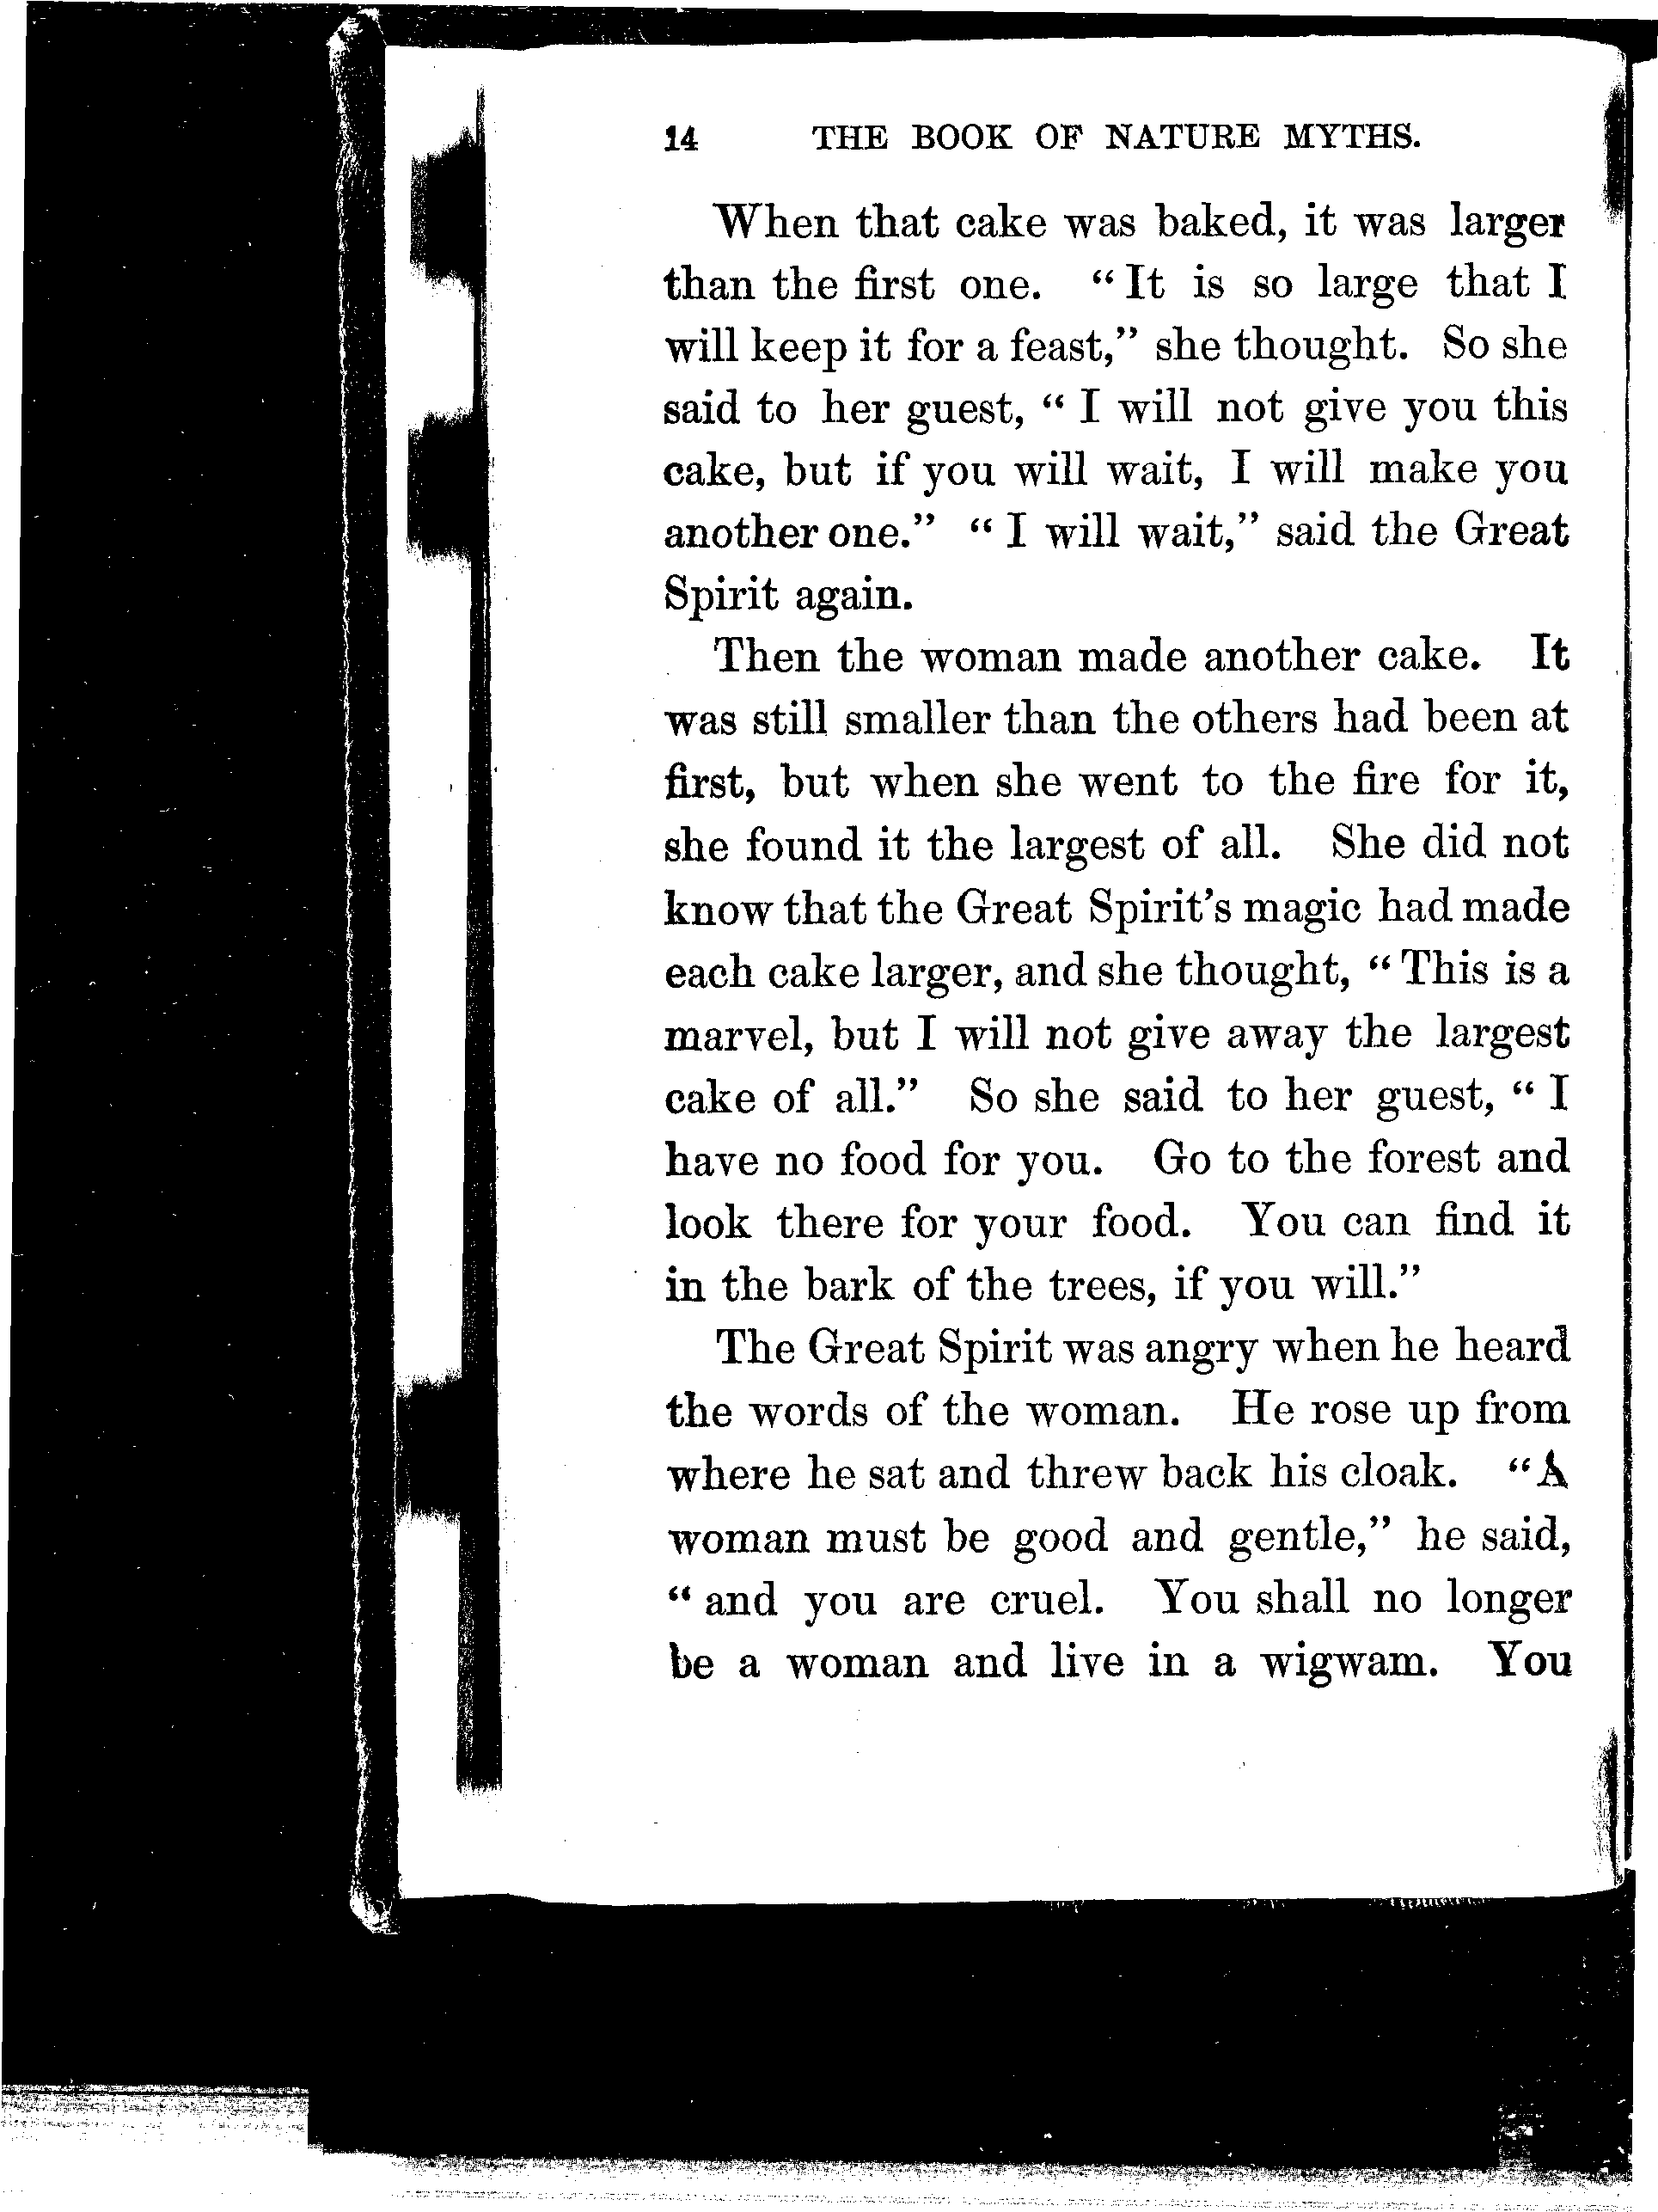 14 THE BOOK OF NATURE MYTHS.
When that cake was baked, it was larger
than the first one. “It is so large that I
will keep it for a feast,” she thought. So she
said to her guest, “I will not give you this
cake, but if you will wait, I will make you
another one.” “I will wait,” said the Great
Spirit again.
Then the woman made another cake. It
was still smaller than the others had been at
first, but when she went to the fire for it,
she found it the largest of all. She did not
know that the Great Spirit’s magic had made
each cake larger, and she thought, “This is a
marvel, but I will not give away the largest
cake of all.” So she said to her guest, “I
have no food for you. Go to the forest and
look there for your food. You can find it
in the bark of the trees, if you will.”
The Great Spirit was angry when he heard
the words of the woman. He rose up from
where he sat and threw back his cloak. “A
woman must be good and gentle,” he said,
“and you are cruel. You shall no longer
be a woman and live in a wigwam. You